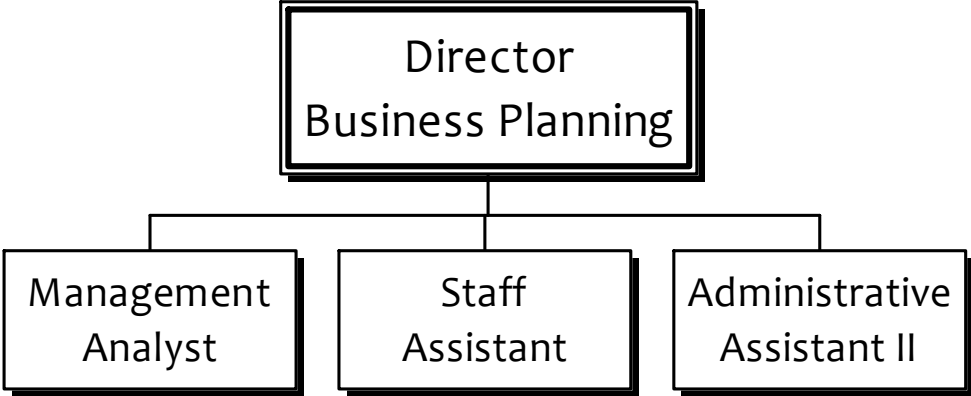 Director
Business Planning
Management
Analyst
Staff
Assistant
Administrative
Assistant II